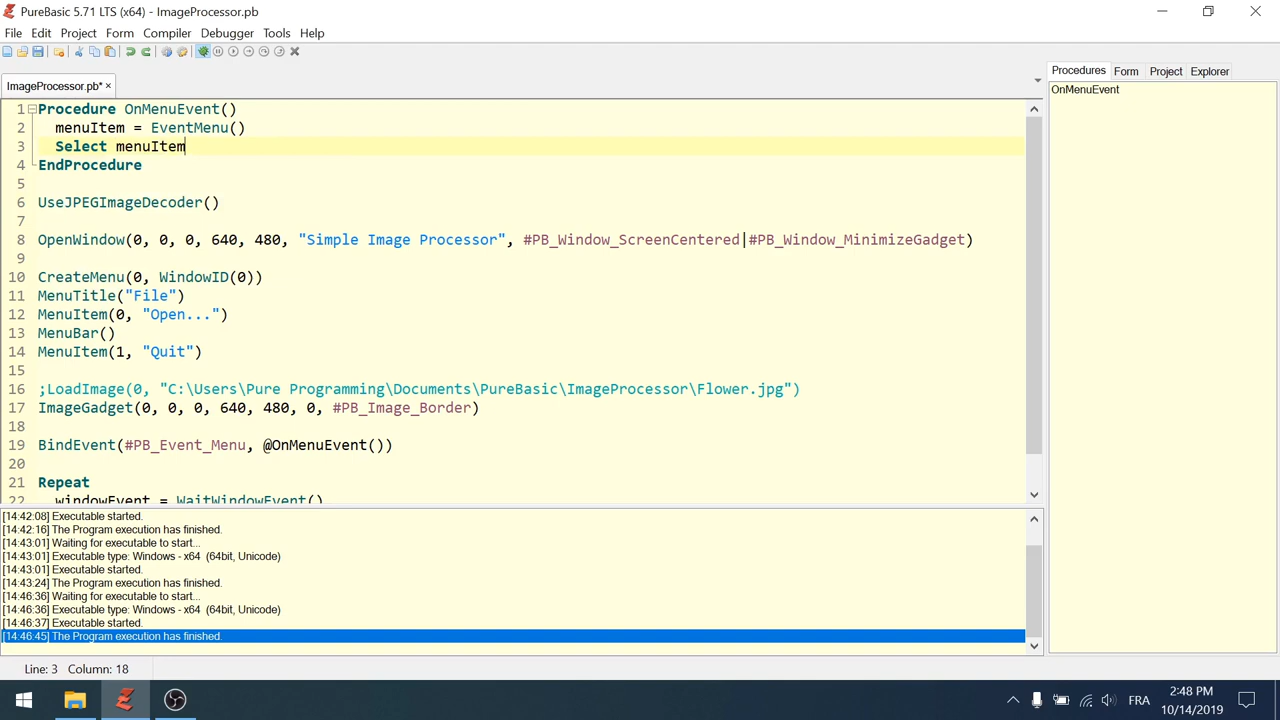 PureBasic 5.71 LTS (x64) - ImageProcessor.pb
File Edit Project Form Compiler Debugger Tools Help
ImageProcessor.pb*
Procedures Form Project Explorer
OnMenuEvent
1 Procedure OnMenuEvent()
2 menuItem = EventMenu()
3 Select menuItem
4 EndProcedure
5
6 UseJPEGImageDecoder()
7
8 OpenWindow(0, 0, 0, 640, 480, "Simple Image Processor", #PB_Window_ScreenCentered|#PB_Window_MinimizeGadget)
9
10 CreateMenu(0, WindowID(0))
11 MenuTitle("File")
12 MenuItem(0, "Open...")
13 MenuBar()
14 MenuItem(1, "Quit")
15
16 ;LoadImage(0, "C:\Users\Pure Programming\Documents\PureBasic\ImageProcessor\Flower.jpg")
17 ImageGadget(0, 0, 0, 640, 480, 0, #PB_Image_Border)
18
19 BindEvent(#PB_Event_Menu, @OnMenuEvent())
20
21 Repeat
22 windowEvent = WaitWindowEvent()
[14:42:08] Executable started.
[14:42:16] The Program execution has finished.
[14:43:01] Waiting for executable to start...
[14:43:01] Executable type: Windows - x64 (64bit, Unicode)
[14:43:01] Executable started.
[14:43:24] The Program execution has finished.
[14:46:36] Waiting for executable to start...
[14:46:36] Executable type: Windows - x64 (64bit, Unicode)
[14:46:37] Executable started.
[14:46:45] The Program execution has finished.
Line: 3 Column: 18
FRA
2:48 PM
10/14/2019